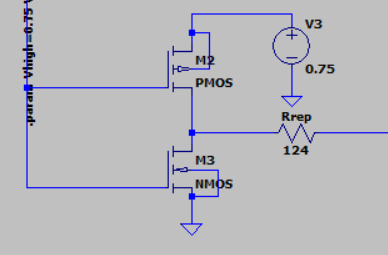 .param Vhigh=0.75
V3
0.75
M2
PMOS
Rrep
124
M3
NMOS